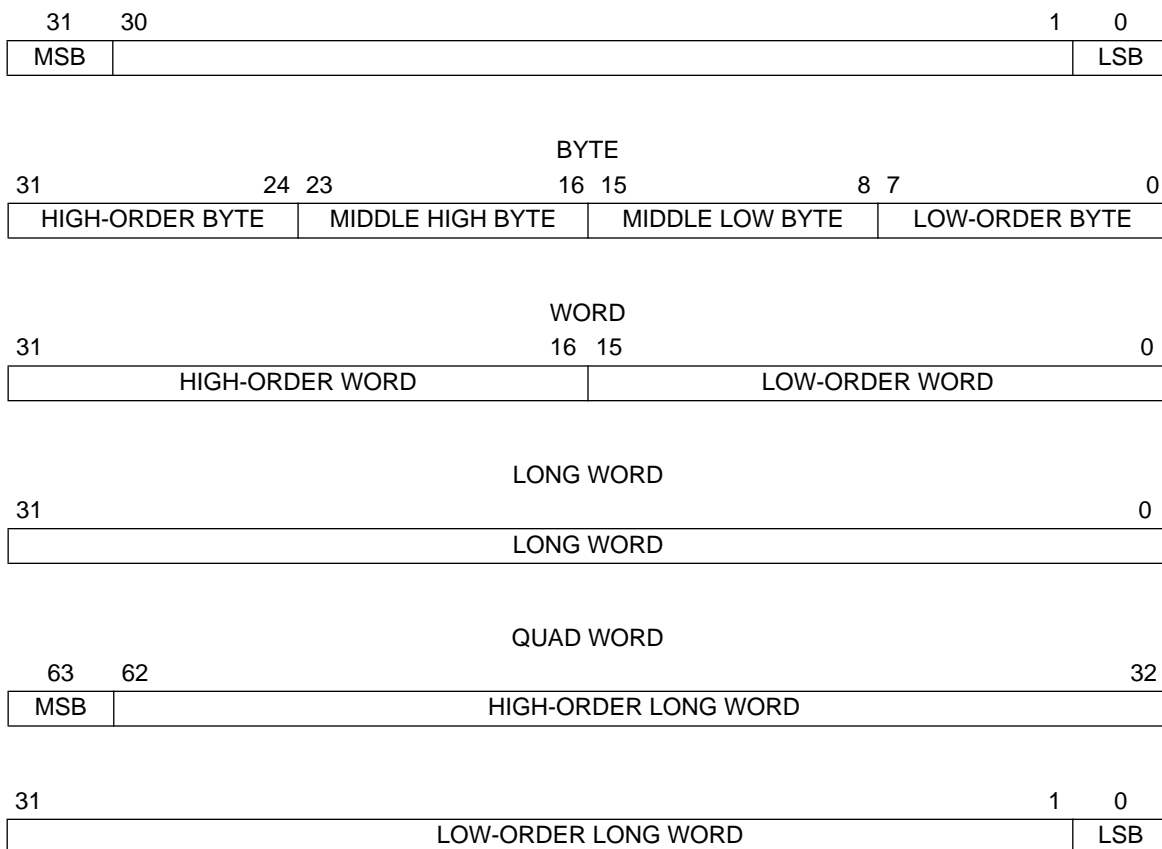 31 30 1 0
MSB LSB
BYTE
31 24 23 16 15 8 7 0
HIGH-ORDER BYTE MIDDLE HIGH BYTE MIDDLE LOW BYTE LOW-ORDER BYTE
WORD
31 16 15 0
HIGH-ORDER WORD LOW-ORDER WORD
LONG WORD
31 0
LONG WORD
QUAD WORD
63 62 32
MSB HIGH-ORDER LONG WORD
31 1 0
LOW-ORDER LONG WORD LSB